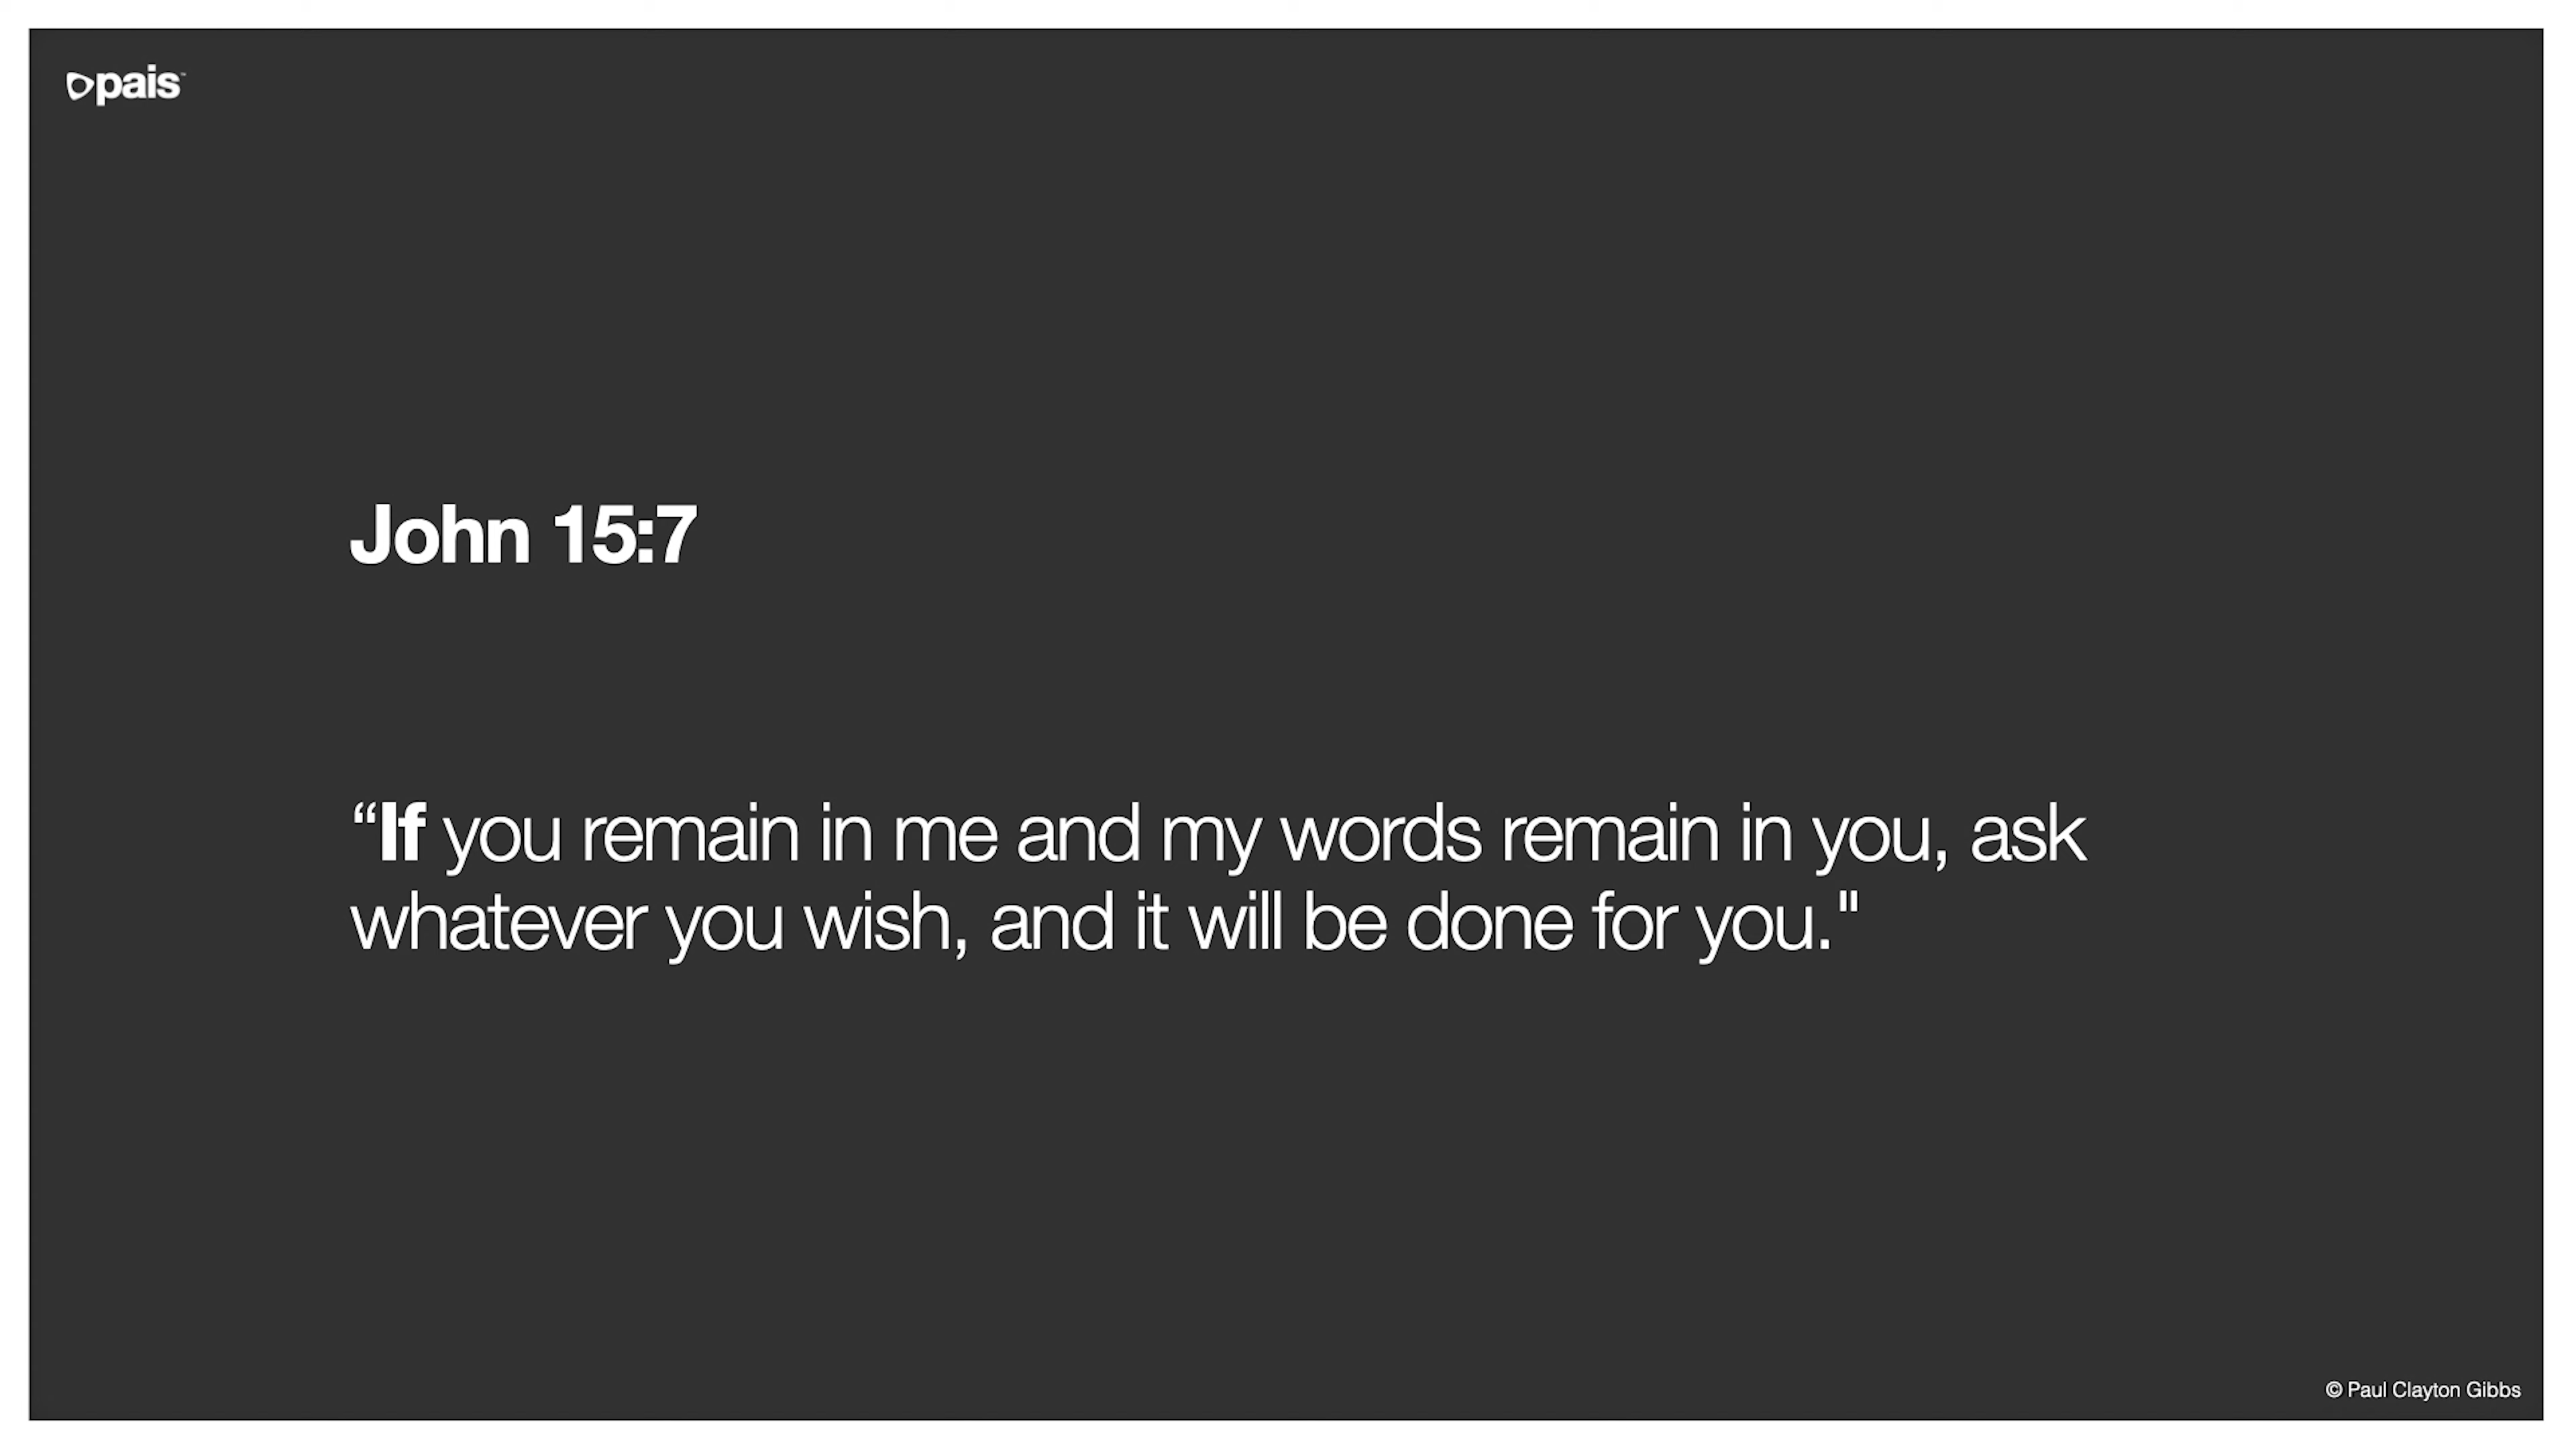 pais™
John 15:7
“If you remain in me and my words remain in you, ask
whatever you wish, and it will be done for you."
© Paul Clayton Gibbs